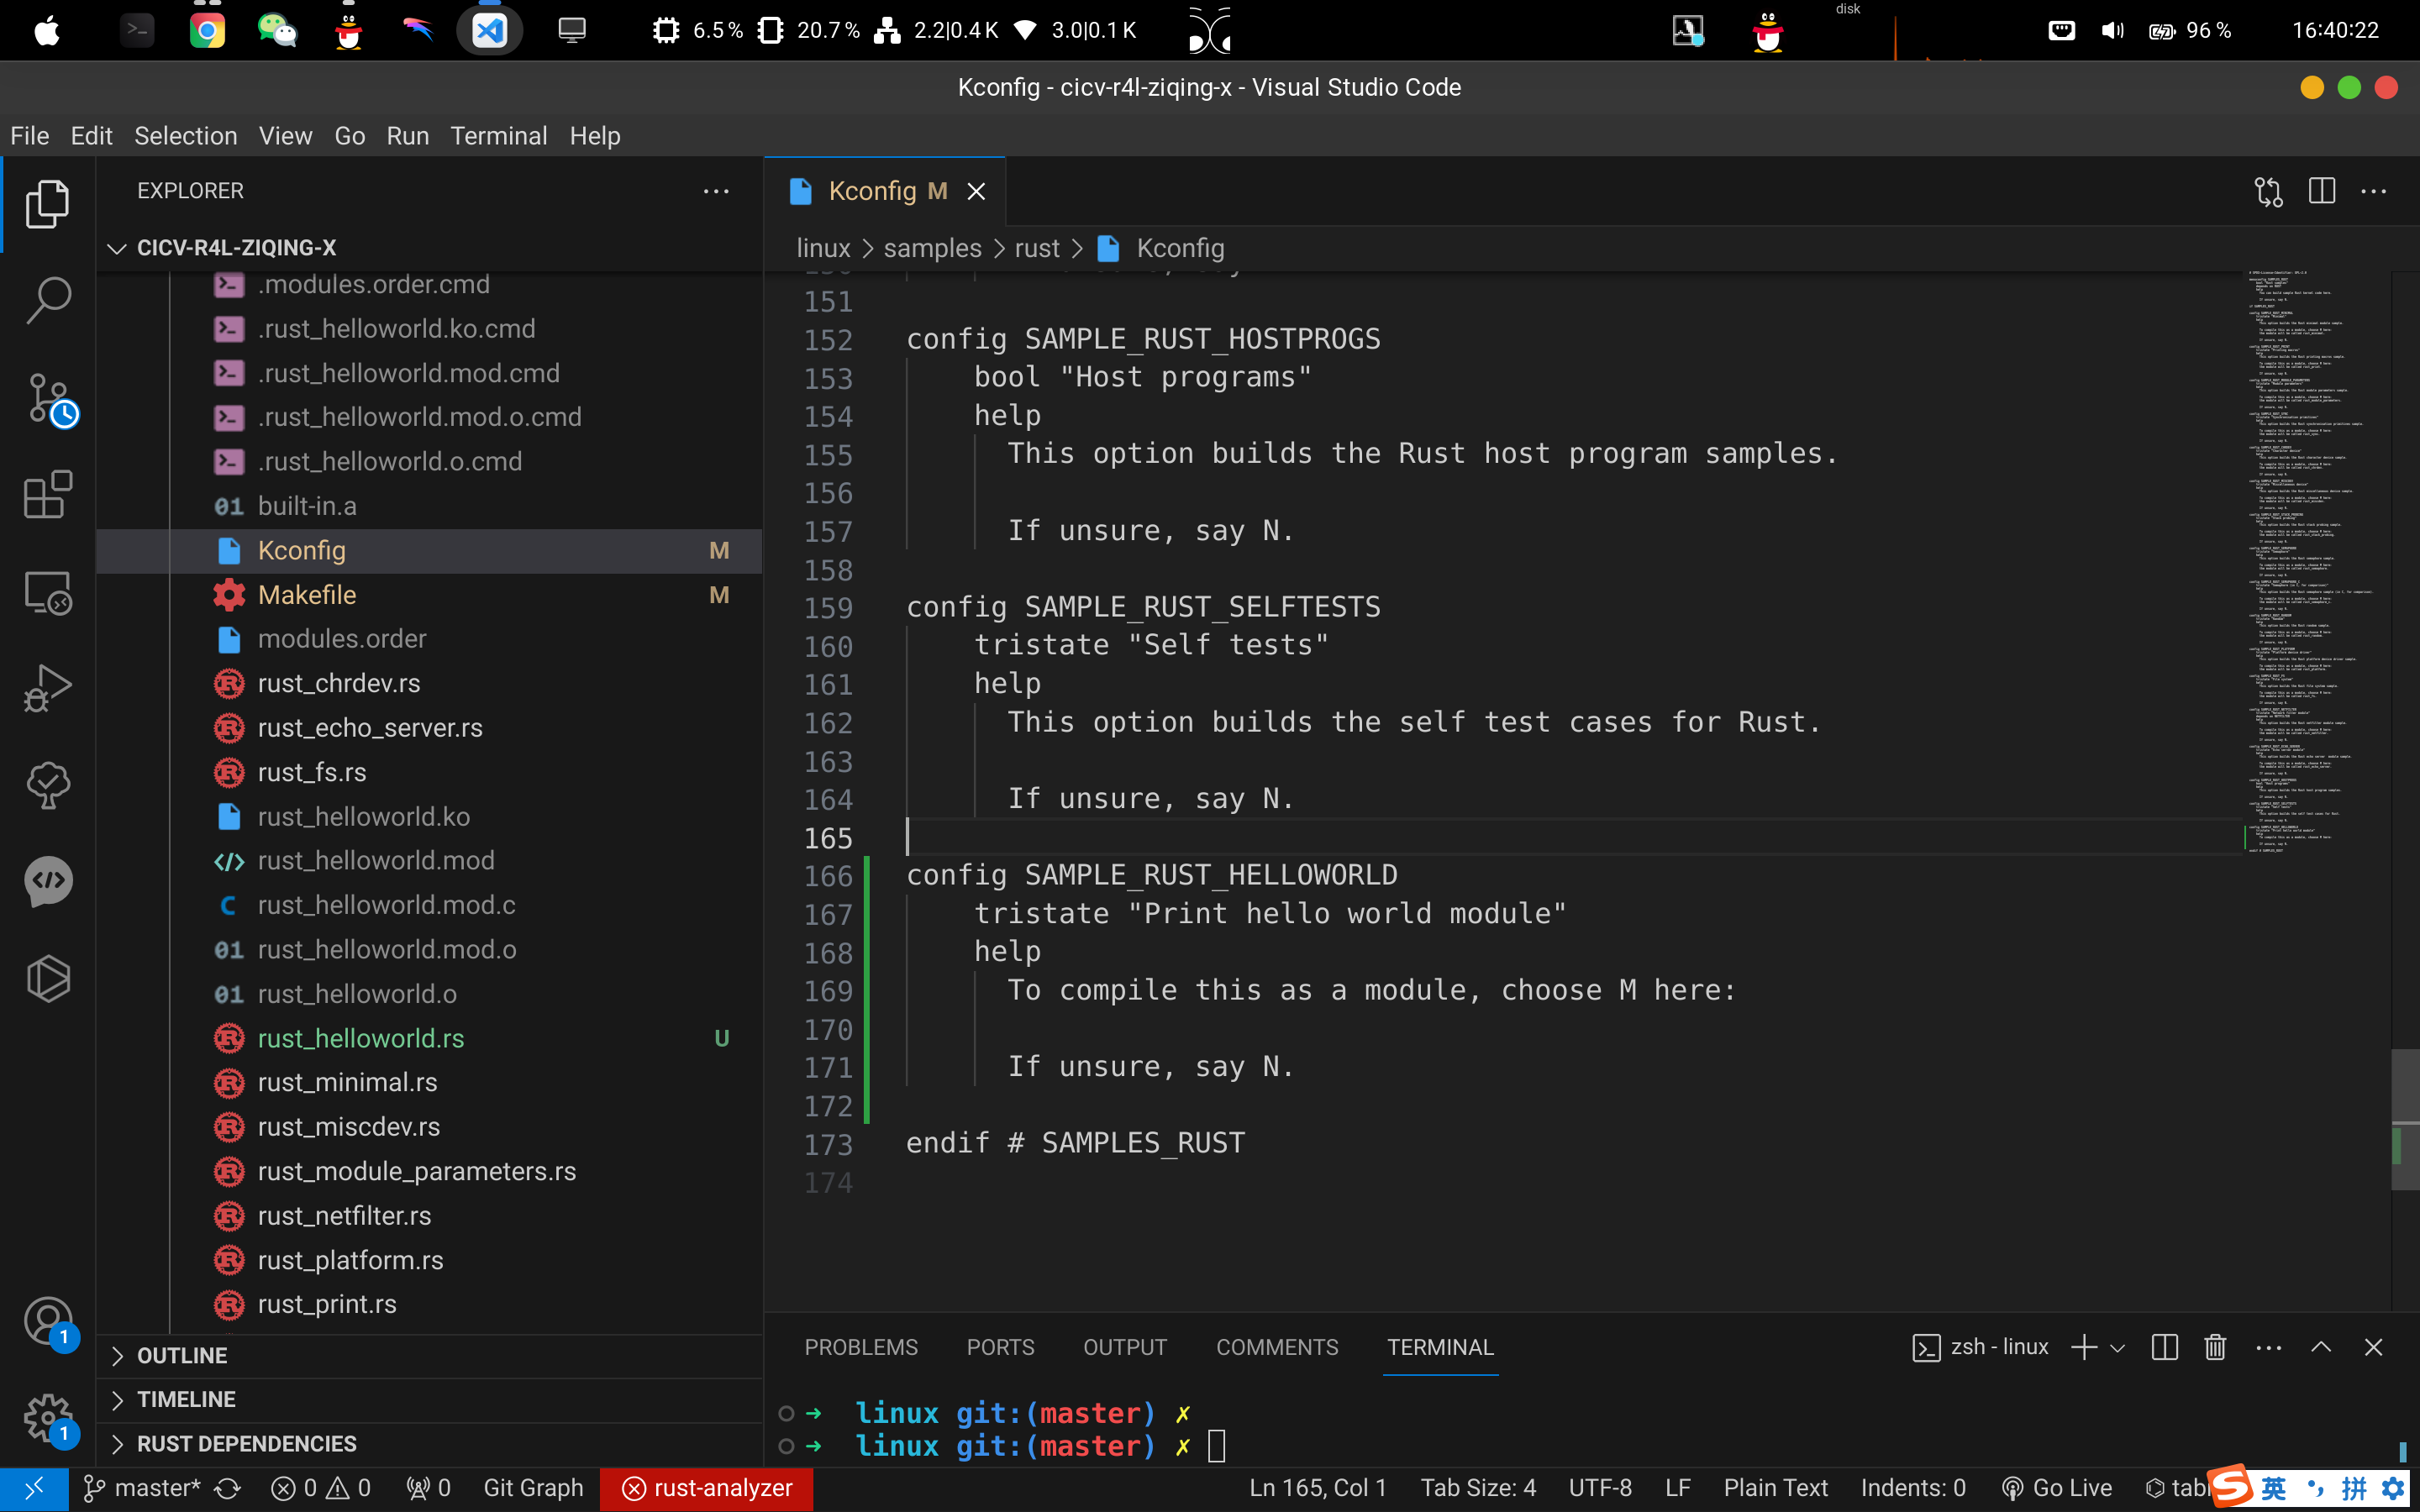 6.5% 20.7% 2.2|0.4 K 3.0|0.1 K disk 96 % 16:40:22
Kconfig - cicv-r4l-ziqing-x - Visual Studio Code
File Edit Selection View Go Run Terminal Help
EXPLORER
CICV-R4L-ZIQING-X
.modules.order.cmd
.rust_helloworld.ko.cmd
.rust_helloworld.mod.cmd
.rust_helloworld.mod.o.cmd
.rust_helloworld.o.cmd
01 built-in.a
Kconfig M
Makefile M
modules.order
rust_chrdev.rs
rust_echo_server.rs
rust_fs.rs
rust_helloworld.ko
rust_helloworld.mod
C rust_helloworld.mod.c
01 rust_helloworld.mod.o
01 rust_helloworld.o
rust_helloworld.rs U
rust_minimal.rs
rust_miscdev.rs
rust_module_parameters.rs
rust_netfilter.rs
rust_platform.rs
rust_print.rs
OUTLINE
TIMELINE
RUST DEPENDENCIES
1
1
Kconfig M
linux > samples > rust > Kconfig
151
152 config SAMPLE_RUST_HOSTPROGS
153 bool "Host programs"
154 help
155 This option builds the Rust host program samples.
156
157 If unsure, say N.
158
159 config SAMPLE_RUST_SELFTESTS
160 tristate "Self tests"
161 help
162 This option builds the self test cases for Rust.
163
164 If unsure, say N.
165
166 config SAMPLE_RUST_HELLOWORLD
167 tristate "Print hello world module"
168 help
169 To compile this as a module, choose M here:
170
171 If unsure, say N.
172
173 endif # SAMPLES_RUST
174
PROBLEMS PORTS OUTPUT COMMENTS TERMINAL zsh - linux
➜ linux git:(master) ✗
➜ linux git:(master) ✗
master* 0 0 0 Git Graph rust-analyzer Ln 165, Col 1 Tab Size: 4 UTF-8 LF Plain Text Indents: 0 Go Live 英 拼